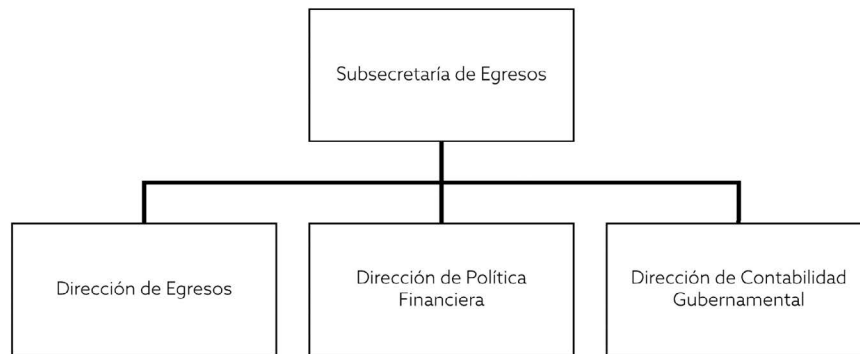 Subsecretaría de Egresos
Dirección de Egresos
Dirección de Política
Financiera
Dirección de Contabilidad
Gubernamental